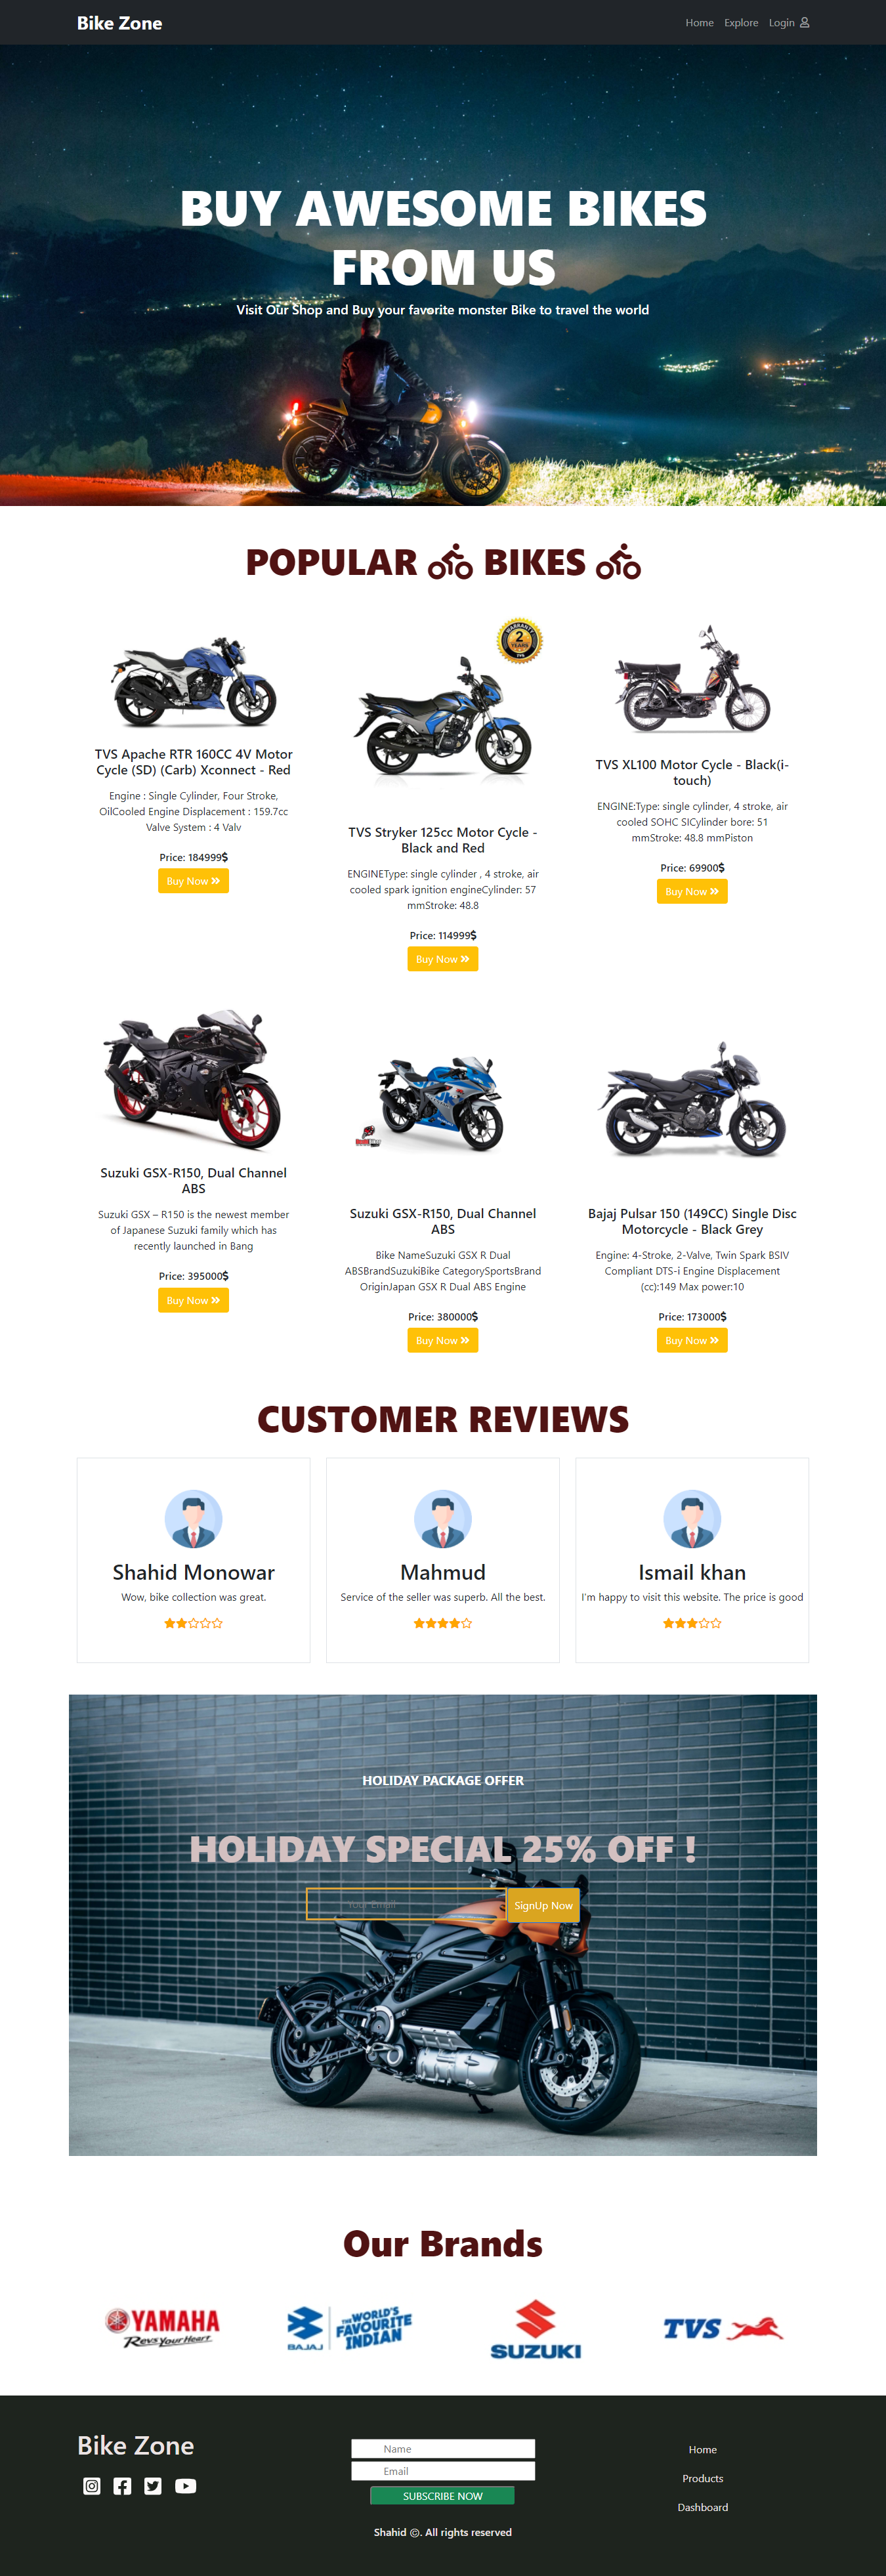 Bike Zone
Home Explore Login
BUY AWESOME BIKES
FROM US
Visit Our Shop and Buy your favorite monster Bike to travel the world
POPULAR BIKES
TVS Apache RTR 160CC 4V Motor
Cycle (SD) (Carb) Xconnect - Red
Engine : Single Cylinder, Four Stroke,
OilCooled Engine Displacement : 159.7cc
Valve System : 4 Valv
Price: 184999$
Buy Now
WARRANTY
2
YEARS
TVS Stryker 125cc Motor Cycle -
Black and Red
ENGINEType: single cylinder , 4 stroke, air
cooled spark ignition engineCylinder: 57
mmStroke: 48.8
Price: 114999$
Buy Now
TVS XL100 Motor Cycle - Black(i-
touch)
ENGINE:Type: single cylinder, 4 stroke, air
cooled SOHC SICylinder bore: 51
mmStroke: 48.8 mmPiston
Price: 69900$
Buy Now
Suzuki GSX-R150, Dual Channel
ABS
Suzuki GSX – R150 is the newest member
of Japanese Suzuki family which has
recently launched in Bang
Price: 395000$
Buy Now
Suzuki GSX-R150, Dual Channel
ABS
Bike NameSuzuki GSX R Dual
ABSBrandSuzukiBike CategorySportsBrand
OriginJapan GSX R Dual ABS Engine
Price: 380000$
Buy Now
Bajaj Pulsar 150 (149CC) Single Disc
Motorcycle - Black Grey
Engine: 4-Stroke, 2-Valve, Twin Spark BSIV
Compliant DTS-i Engine Displacement
(cc):149 Max power:10
Price: 173000$
Buy Now
CUSTOMER REVIEWS
Shahid Monowar
Wow, bike collection was great.
Mahmud
Service of the seller was superb. All the best.
Ismail khan
I'm happy to visit this website. The price is good
HOLIDAY PACKAGE OFFER
HOLIDAY SPECIAL 25% OFF !
Your Email
SignUp Now
Our Brands
YAMAHA
Revs Your Heart
BAJAJ
THE WORLD'S
FAVOURITE
INDIAN
SUZUKI
TVS
Bike Zone
Name
Email
SUBSCRIBE NOW
Shahid ©. All rights reserved
Home
Products
Dashboard